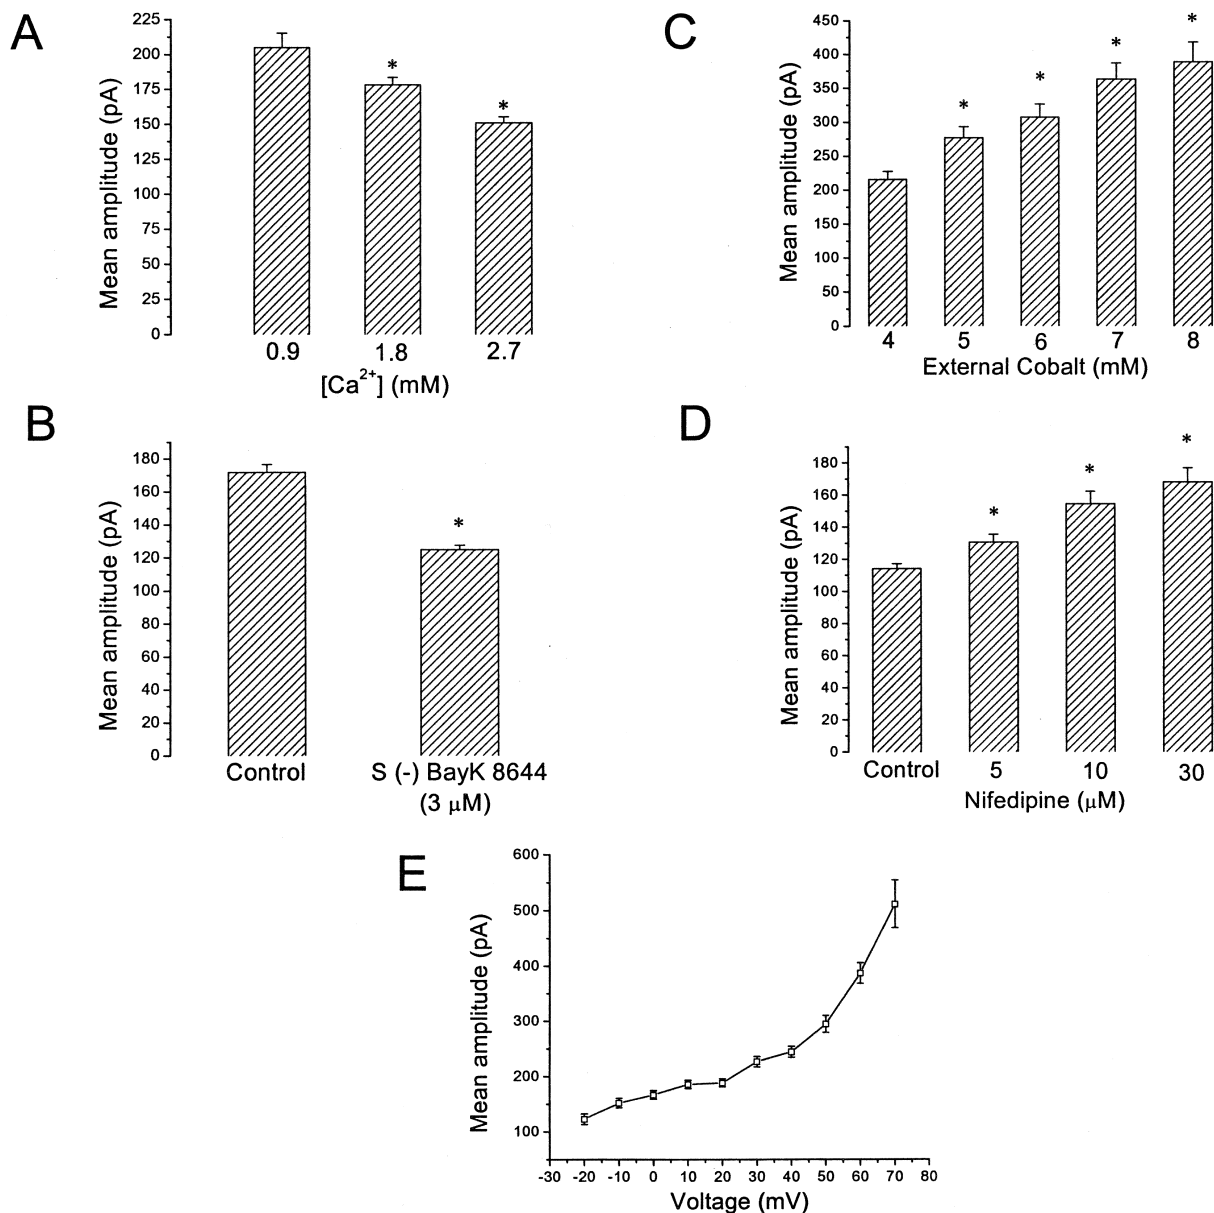 A
Mean amplitude (pA)
225
200
175
150
125
100
75
50
25
0
*
*
0.9 1.8 2.7
[Ca2+] (mM)
C
Mean amplitude (pA)
450
400
350
300
250
200
150
100
50
0
*
*
*
*
4 5 6 7 8
External Cobalt (mM)
B
Mean amplitude (pA)
180
160
140
120
100
80
60
40
20
0
*
Control S (-) BayK 8644
(3 μM)
D
Mean amplitude (pA)
180
160
140
120
100
80
60
40
20
0
*
*
*
Control 5 10 30
Nifedipine (μM)
E
Mean amplitude (pA)
600
500
400
300
200
100
-30 -20 -10 0 10 20 30 40 50 60 70 80
Voltage (mV)